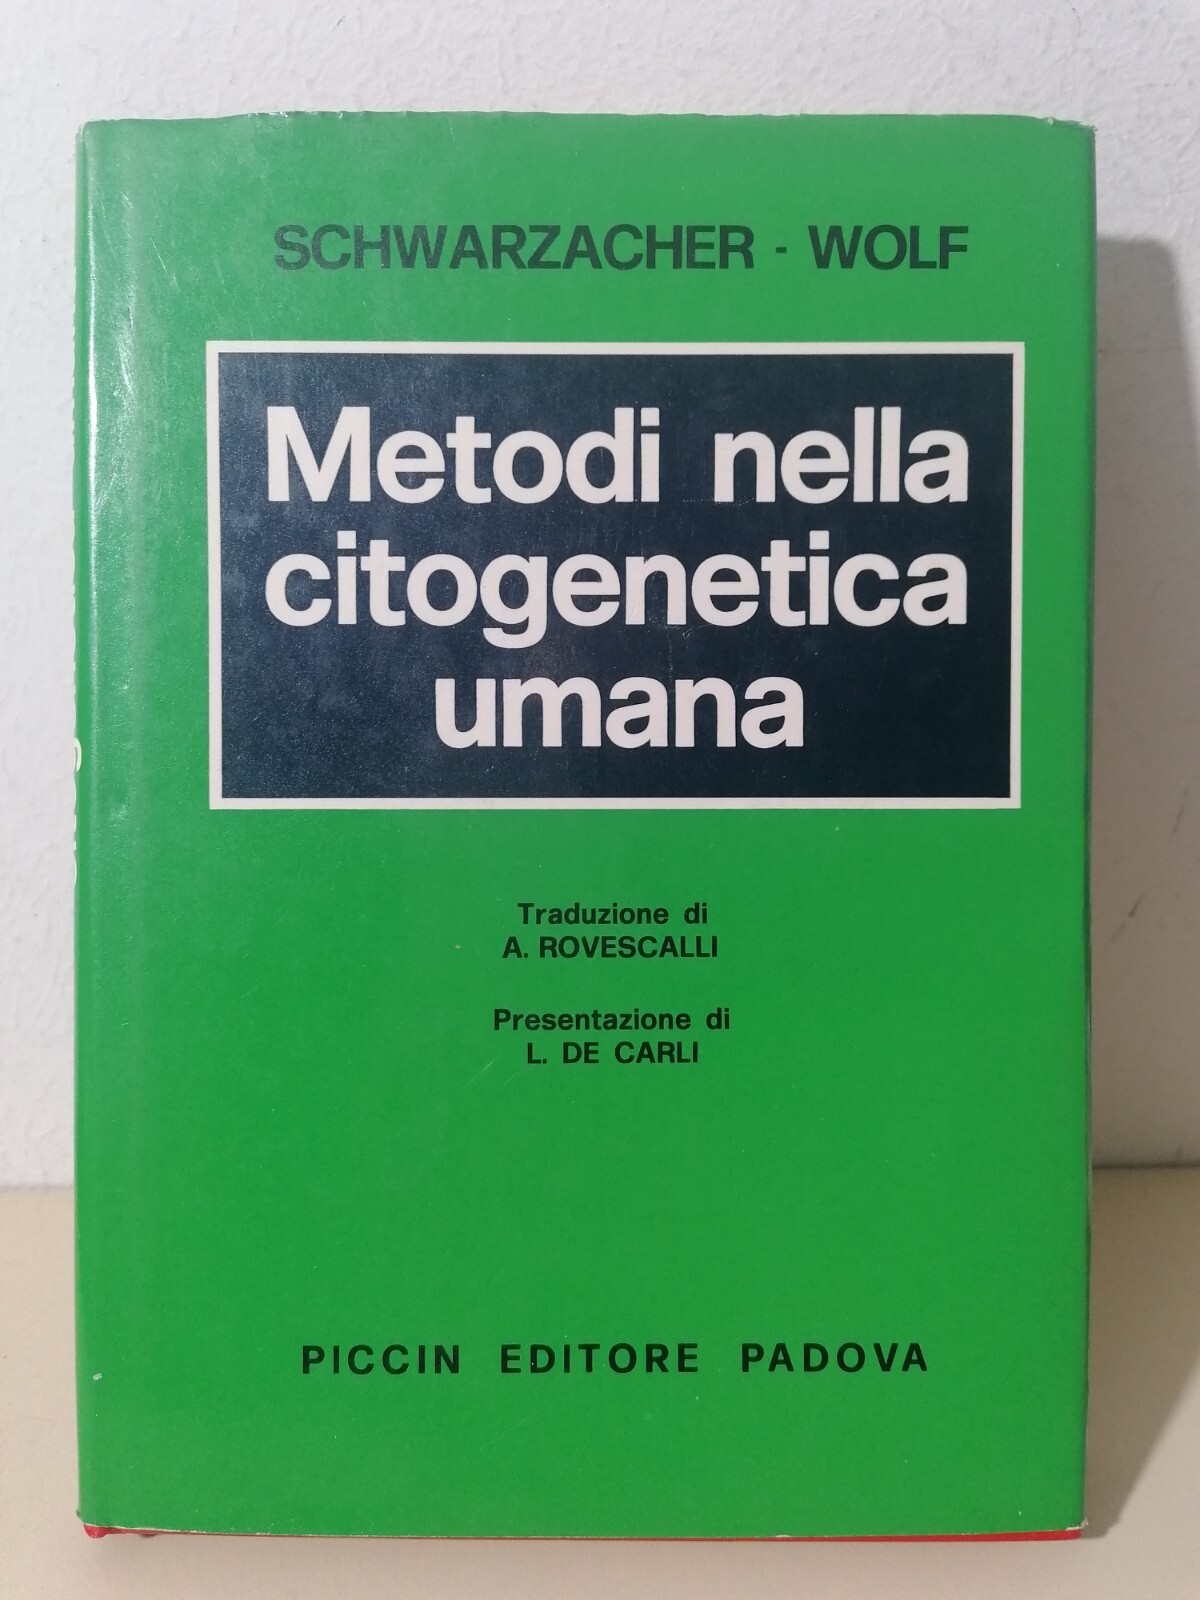 SCHWARZACHER - WOLF
Metodi nella
citogenetica
umana
Traduzione di
A. ROVESCALLI
Presentazione di
L. DE CARLI
PICCIN EDITORE PADOVA